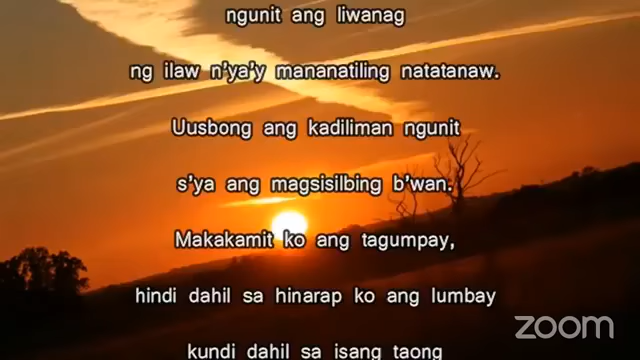 ngunit ang liwanag
ng ilaw n'ya'y mananatiling natatanaw.
Uusbong ang kadiliman ngunit
s'ya ang magsisilbing b'wan.
Makakamit ko ang tagumpay,
hindi dahil sa hinarap ko ang lumbay
kundi dahil sa isang taong
zoom